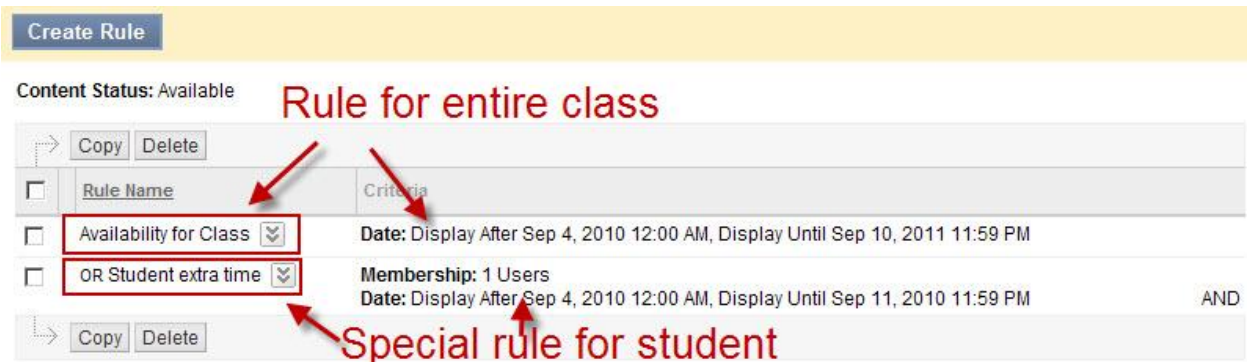 Create Rule
Content Status: Available
Rule for entire class
Copy Delete
Rule Name Criteria
Availability for Class Date: Display After Sep 4, 2010 12:00 AM, Display Until Sep 10, 2011 11:59 PM
OR Student extra time Membership: 1 Users
Date: Display After Sep 4, 2010 12:00 AM, Display Until Sep 11, 2010 11:59 PM AND
Copy Delete
Special rule for student